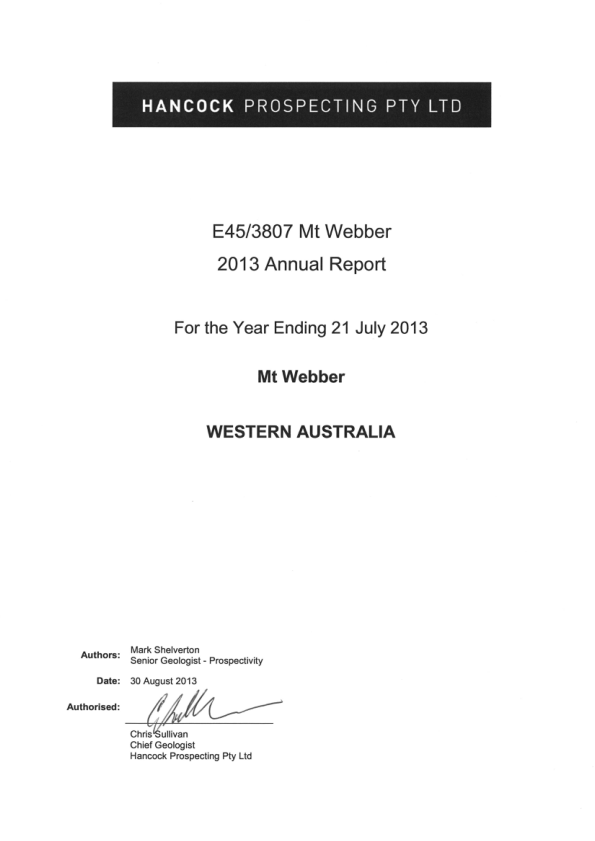 HANCOCK PROSPECTING PTY LTD
E45/3807 Mt Webber
2013 Annual Report
For the Year Ending 21 July 2013
Mt Webber
WESTERN AUSTRALIA
Authors: Mark Shelverton
Senior Geologist - Prospectivity
Date: 30 August 2013
Authorised:
Chris Sullivan
Chief Geologist
Hancock Prospecting Pty Ltd